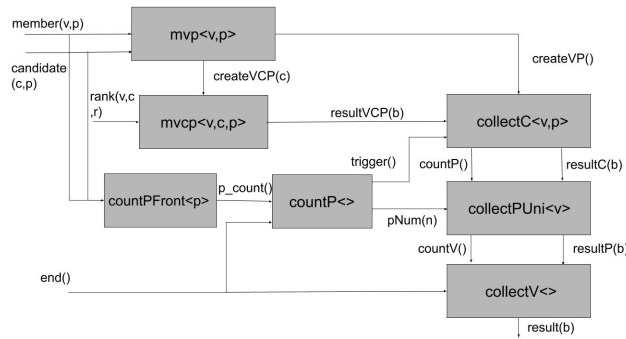 member(v,p)
mvp<v,p>
candidate
(c,p)
createVCP(c)
createVP()
rank(v,c
,r)
mvcp<v,c,p>
resultVCP(b)
collectC<v,p>
trigger()
countP()
resultC(b)
countPFront<p>
p_count()
countP<>
pNum(n)
collectPUni<v>
countV()
resultP(b)
end()
collectV<>
result(b)